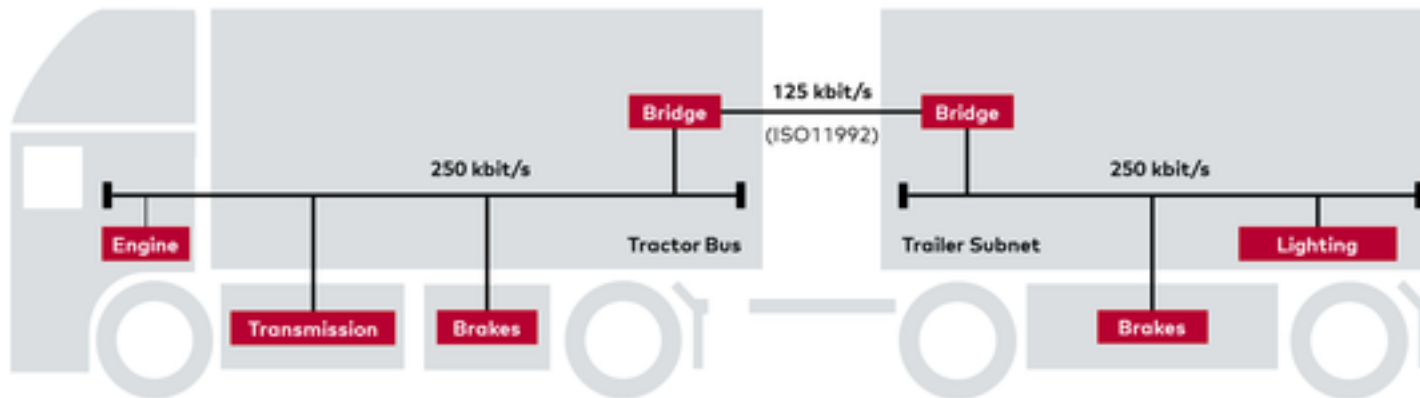 125 kbit/s
Bridge
Bridge
(ISO11992)
250 kbit/s
250 kbit/s
Engine
Tractor Bus
Trailer Subnet
Lighting
Transmission
Brakes
Brakes